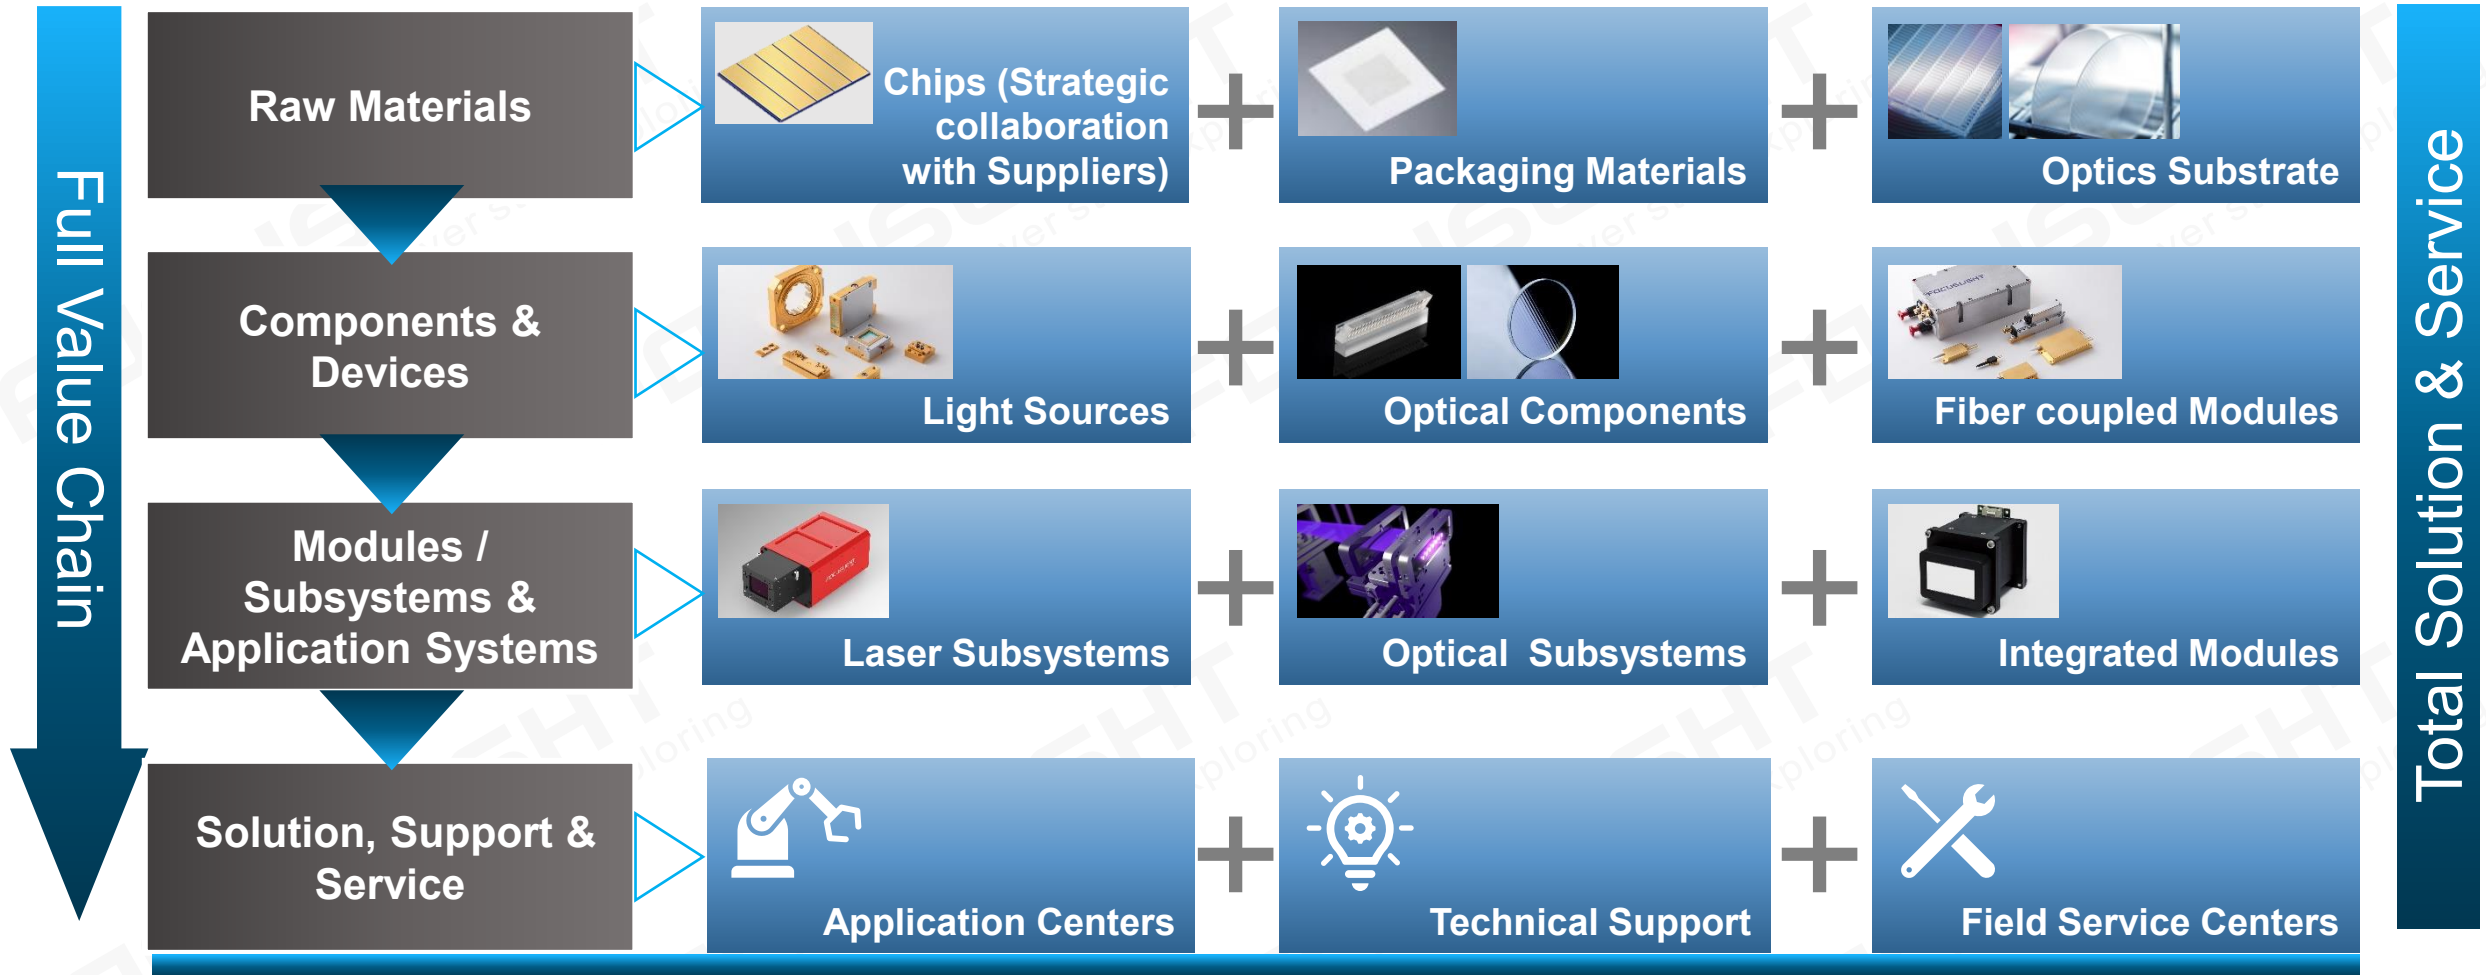 Full Value Chain
Raw Materials
Chips (Strategic
collaboration
with Suppliers)
Packaging Materials
Optics Substrate
Components &
Devices
Light Sources
Optical Components
FOCUSLIGHT
Fiber coupled Modules
Modules /
Subsystems &
Application Systems
FOCUSLIGHT
Laser Subsystems
Optical  Subsystems
Integrated Modules
Solution, Support &
Service
Application Centers
Technical Support
Field Service Centers
Total Solution & Service